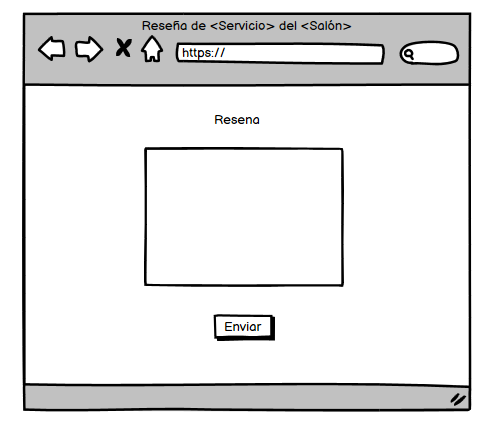 Reseña de <Servicio> del <Salón>
https://
Resena
Enviar